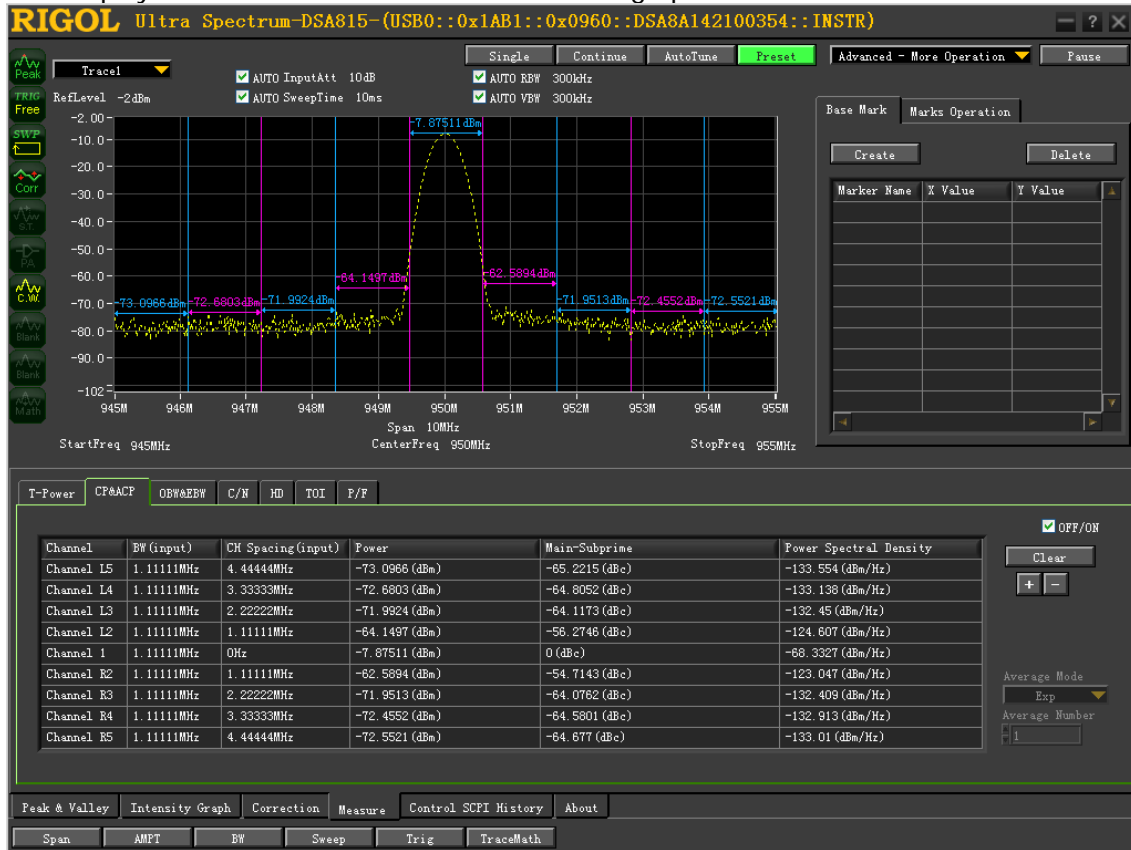 RIGOL Ultra Spectrum-DSA815-(USB0::0x1AB1::0x0960::DSA8A142100354::INSTR)
Single Continue AutoTune Preset Advanced - More Operation Pause
Peak
Trace1
AUTO InputAtt 10dB
AUTO RBW 300kHz
TRIG
Free
RefLevel -2dBm
AUTO SweepTime 10ms
AUTO VBW 300kHz
SWP
Corr
S.T.
PA
C.W.
Blank
Blank
Math
-2.00
-10.0
-20.0
-30.0
-40.0
-50.0
-60.0
-70.0
-80.0
-90.0
-102
-7.87511dBm
-64.1497dBm
-62.5894dBm
-73.0966dBm -72.6803dBm -71.9924dBm
-71.9513dBm -72.4552dBm -72.5521dBm
945M 946M 947M 948M 949M 950M 951M 952M 953M 954M 955M
Span 10MHz
StartFreq 945MHz CenterFreq 950MHz StopFreq 955MHz
Base Mark Marks Operation
Create Delete
Marker Name X Value Y Value
T-Power CP&ACP OBW&EBW C/N HD TOI P/F
OFF/ON
Clear
+ -
Average Mode
Exp
Average Number
1
Channel BW(input) CH Spacing(input) Power Main-Subprime Power Spectral Density
Channel L5 1.11111MHz 4.44444MHz -73.0966(dBm) -65.2215(dBc) -133.554(dBm/Hz)
Channel L4 1.11111MHz 3.33333MHz -72.6803(dBm) -64.8052(dBc) -133.138(dBm/Hz)
Channel L3 1.11111MHz 2.22222MHz -71.9924(dBm) -64.1173(dBc) -132.45(dBm/Hz)
Channel L2 1.11111MHz 1.11111MHz -64.1497(dBm) -56.2746(dBc) -124.607(dBm/Hz)
Channel 1 1.11111MHz 0Hz -7.87511(dBm) 0(dBc) -68.3327(dBm/Hz)
Channel R2 1.11111MHz 1.11111MHz -62.5894(dBm) -54.7143(dBc) -123.047(dBm/Hz)
Channel R3 1.11111MHz 2.22222MHz -71.9513(dBm) -64.0762(dBc) -132.409(dBm/Hz)
Channel R4 1.11111MHz 3.33333MHz -72.4552(dBm) -64.5801(dBc) -132.913(dBm/Hz)
Channel R5 1.11111MHz 4.44444MHz -72.5521(dBm) -64.677(dBc) -133.01(dBm/Hz)
Peak & Valley Intensity Graph Correction Measure Control SCPI History About
Span AMPT BW Sweep Trig TraceMath